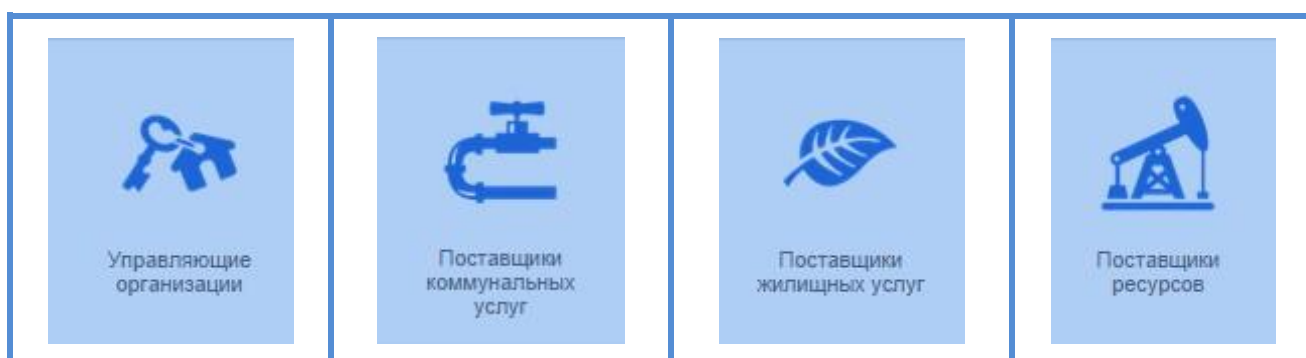 Управляющие
организации
Поставщики
коммунальных
услуг
Поставщики
жилищных услуг
Поставщики
ресурсов